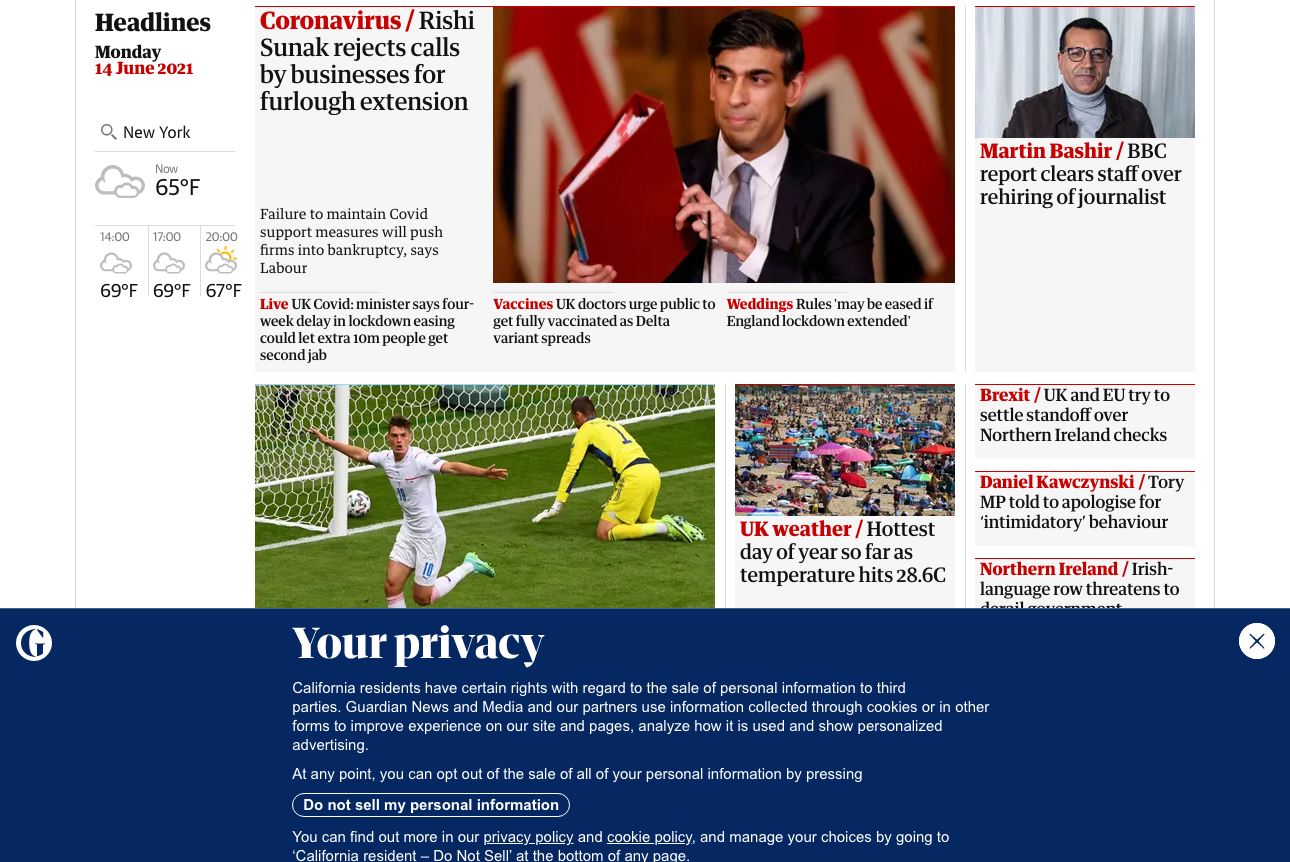 Headlines
Monday
14 June 2021
New York
Now
65°F
14:00
17:00
20:00
69°F
69°F
67°F
Coronavirus / Rishi
Sunak rejects calls
by businesses for
furlough extension
Failure to maintain Covid
support measures will push
firms into bankruptcy, says
Labour
Live UK Covid: minister says four-
week delay in lockdown easing
could let extra 10m people get
second jab
Vaccines UK doctors urge public to
get fully vaccinated as Delta
variant spreads
Weddings Rules 'may be eased if
England lockdown extended'
Martin Bashir / BBC
report clears staff over
rehiring of journalist
10
1
UK weather / Hottest
day of year so far as
temperature hits 28.6C
Brexit / UK and EU try to
settle standoff over
Northern Ireland checks
Daniel Kawczynski / Tory
MP told to apologise for
‘intimidatory’ behaviour
Northern Ireland / Irish-
language row threatens to
derail government
G
Your privacy
California residents have certain rights with regard to the sale of personal information to third
parties. Guardian News and Media and our partners use information collected through cookies or in other
forms to improve experience on our site and pages, analyze how it is used and show personalized
advertising.
At any point, you can opt out of the sale of all of your personal information by pressing
Do not sell my personal information
You can find out more in our privacy policy and cookie policy, and manage your choices by going to
‘California resident – Do Not Sell’ at the bottom of any page.